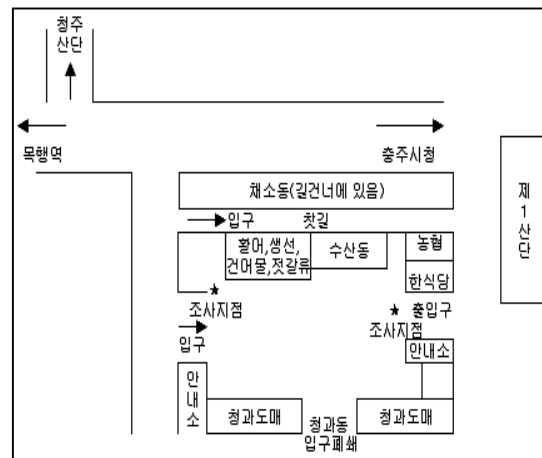 청주
산단
목행역
충주시청
채소동(길건너에 있음)
제
1
산
단
입구
찻길
활어,생선,
건어물,젓갈류
수산동
농협
한식당
조사지점
출입구
조사지점
입구
안내소
안
내
소
청과도매
청과동
입구폐쇄
청과도매